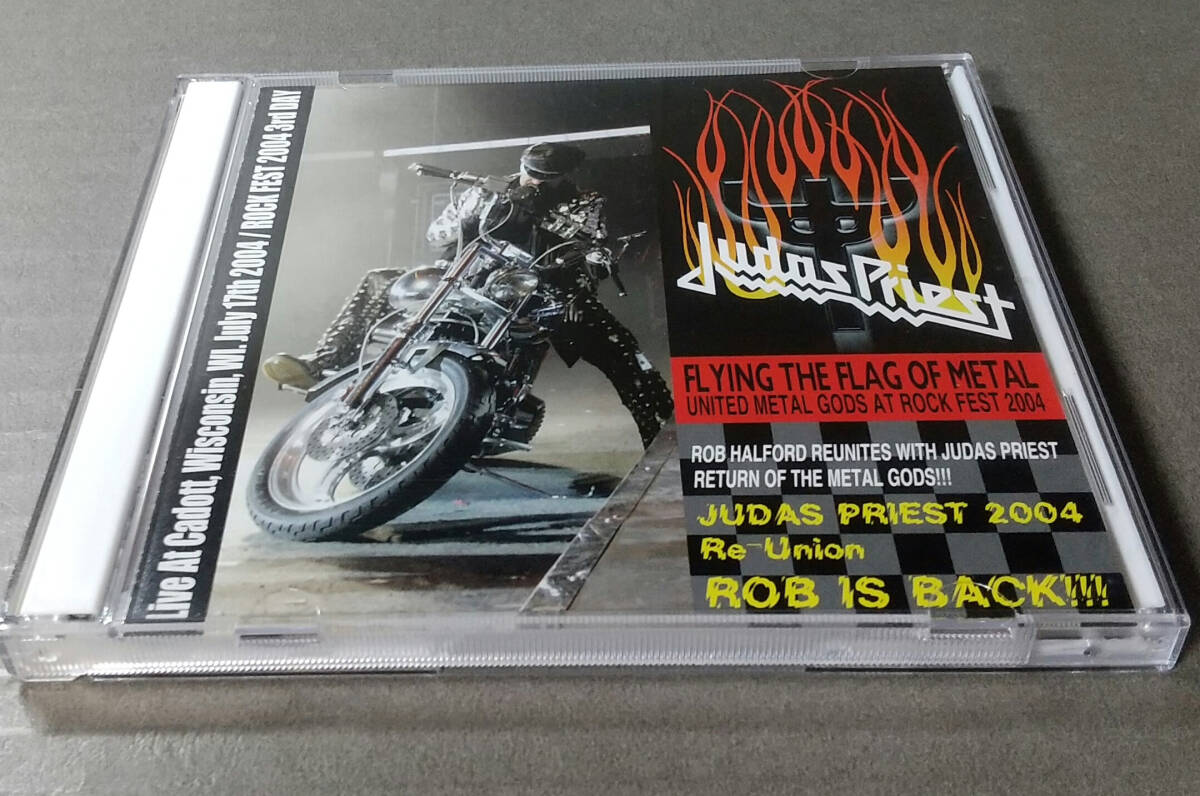 Live At Cadott, Wisconsin, WI. July 17th 2004 / ROCK FEST 2004 3rd DAY
Judas Priest
FLYING THE FLAG OF METAL
UNITED METAL GODS AT ROCK FEST 2004
ROB HALFORD REUNITES WITH JUDAS PRIEST
RETURN OF THE METAL GODS!!!
JUDAS PRIEST 2004
Re-Union
ROB IS BACK!!!!